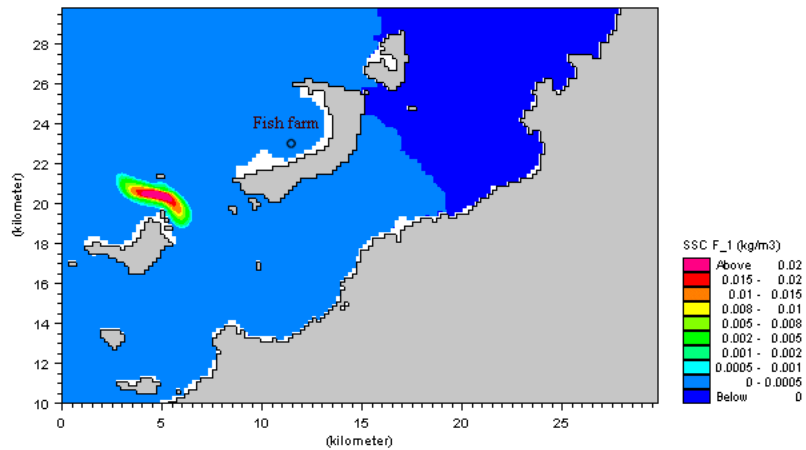 28
26
24
22
20
18
16
14
12
10
(kilometer)
Fish farm
0 5 10 15 20 25
(kilometer)
SSC F_1 (kg/m3)
Above 0.02
0.015 - 0.02
0.01 - 0.015
0.008 - 0.01
0.005 - 0.008
0.002 - 0.005
0.001 - 0.002
0.0005 - 0.001
0 - 0.0005
Below 0